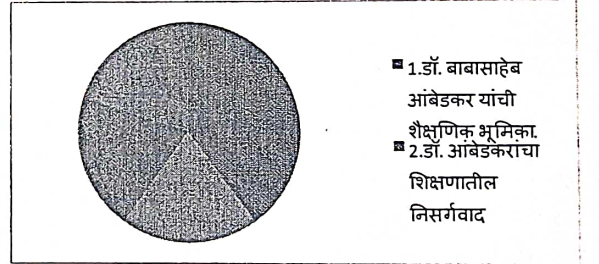 1.डॉ. बाबासाहेब
आंबेडकर यांची
शैक्षणिक भूमिका.
2.डॉ. आंबेडकरांचा
शिक्षणातील
निसर्गवाद